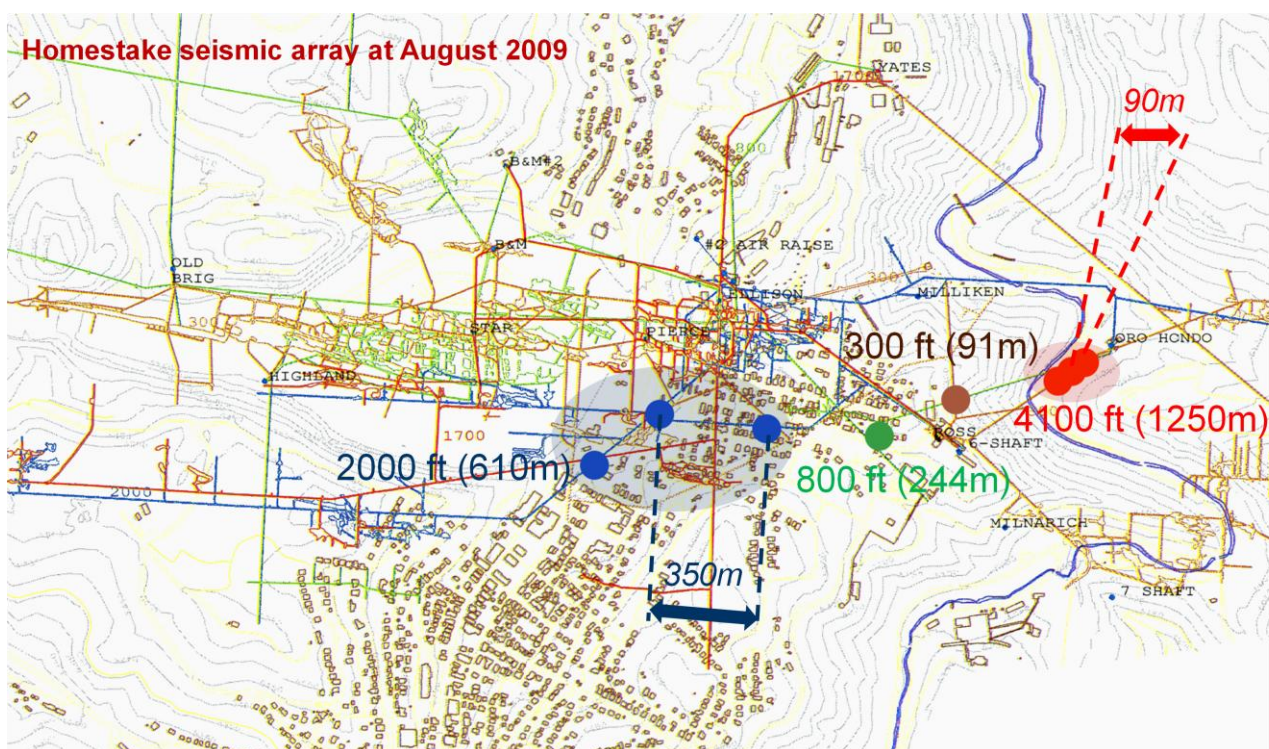 Homestake seismic array at August 2009
YATES
1700
90m
800
B&M#2
OLD
BRIG
B&M
#2 AIR RAISE
300
ELLISON
MILLIKEN
300
STAR
PIERCE
ORO HONDO
HIGHLAND
300 ft (91m)
4100 ft (1250m)
1700
ROSS
6-SHAFT
2000 ft (610m)
800 ft (244m)
2000
MILNARICH
350m
7 SHAFT